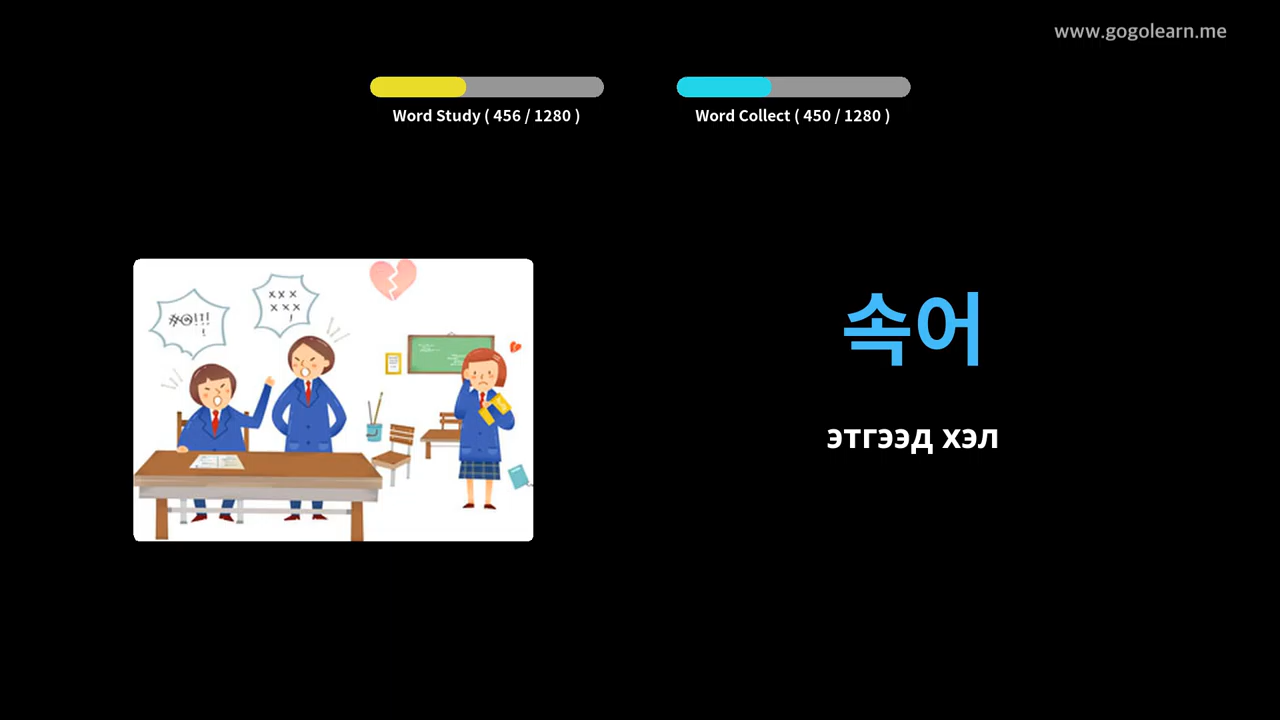 www.gogolearn.me
Word Study ( 456 / 1280 )
Word Collect ( 450 / 1280 )
#@!!!
!
x x x
x x x
!
속어
этгээд хэл